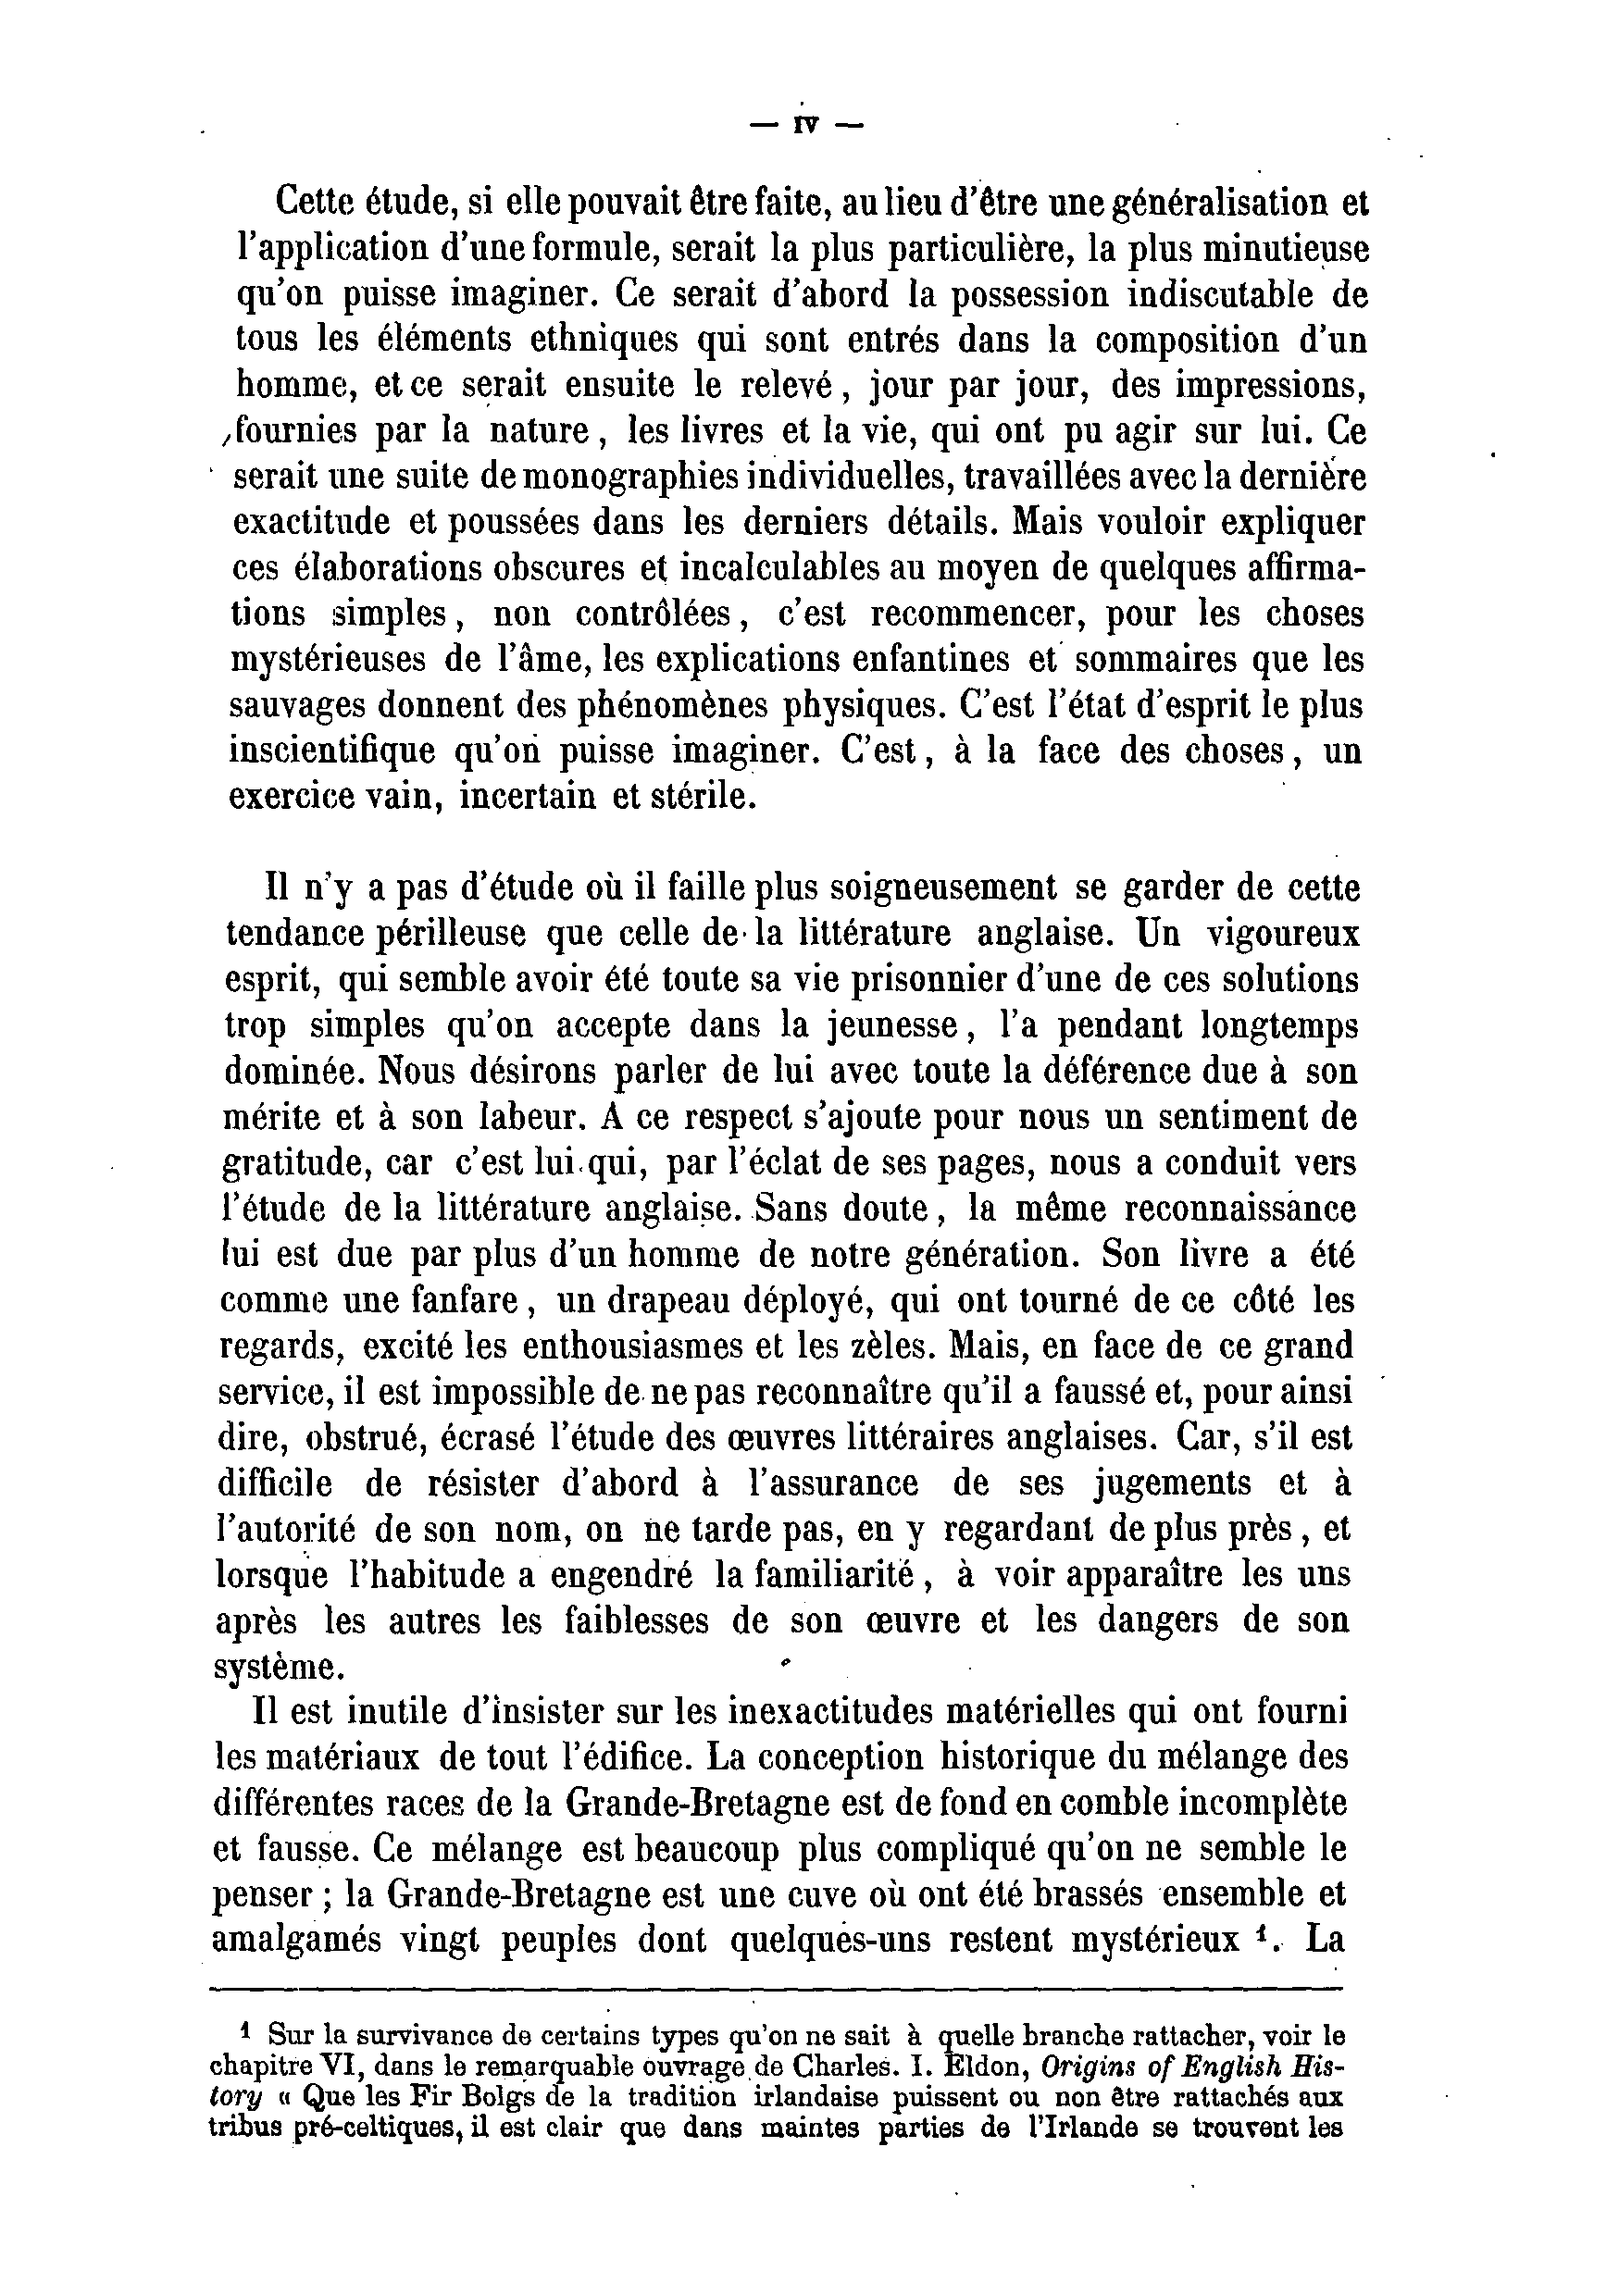 — IV —
Cette étude, si elle pouvait être faite, au lieu d'être une généralisation et
l'application d'une formule, serait la plus particulière, la plus minutieuse
qu'on puisse imaginer. Ce serait d'abord la possession indiscutable de
tous les éléments ethniques qui sont entrés dans la composition d'un
homme, et ce serait ensuite le relevé, jour par jour, des impressions,
fournies par la nature, les livres et la vie, qui ont pu agir sur lui. Ce
serait une suite de monographies individuelles, travaillées avec la dernière
exactitude et poussées dans les derniers détails. Mais vouloir expliquer
ces élaborations obscures et incalculables au moyen de quelques affirma-
tions simples, non contrôlées, c'est recommencer, pour les choses
mystérieuses de l'âme, les explications enfantines et sommaires que les
sauvages donnent des phénomènes physiques. C'est l'état d'esprit le plus
inscientifique qu'on puisse imaginer. C'est, à la face des choses, un
exercice vain, incertain et stérile.
Il n'y a pas d'étude où il faille plus soigneusement se garder de cette
tendance périlleuse que celle de la littérature anglaise. Un vigoureux
esprit, qui semble avoir été toute sa vie prisonnier d'une de ces solutions
trop simples qu'on accepte dans la jeunesse, l'a pendant longtemps
dominée. Nous désirons parler de lui avec toute la déférence due à son
mérite et à son labeur. A ce respect s'ajoute pour nous un sentiment de
gratitude, car c'est lui qui, par l'éclat de ses pages, nous a conduit vers
l'étude de la littérature anglaise. Sans doute, la même reconnaissance
lui est due par plus d'un homme de notre génération. Son livre a été
comme une fanfare, un drapeau déployé, qui ont tourné de ce côté les
regards, excité les enthousiasmes et les zèles. Mais, en face de ce grand
service, il est impossible de ne pas reconnaître qu'il a faussé et, pour ainsi
dire, obstrué, écrasé l'étude des œuvres littéraires anglaises. Car, s'il est
difficile de résister d'abord à l'assurance de ses jugements et à
l'autorité de son nom, on ne tarde pas, en y regardant de plus près, et
lorsque l'habitude a engendré la familiarité, à voir apparaître les uns
après les autres les faiblesses de son œuvre et les dangers de son
système.
Il est inutile d'insister sur les inexactitudes matérielles qui ont fourni
les matériaux de tout l'édifice. La conception historique du mélange des
différentes races de la Grande-Bretagne est de fond en comble incomplète
et fausse. Ce mélange est beaucoup plus compliqué qu'on ne semble le
penser ; la Grande-Bretagne est une cuve où ont été brassés ensemble et
amalgamés vingt peuples dont quelques-uns restent mystérieux ¹. La
¹ Sur la survivance de certains types qu'on ne sait à quelle branche rattacher, voir le
chapitre VI, dans le remarquable ouvrage de Charles. I. Eldon, Origins of English His-
tory « Que les Fir Bolgs de la tradition irlandaise puissent ou non être rattachés aux
tribus pré-celtiques, il est clair que dans maintes parties de l'Irlande se trouvent les